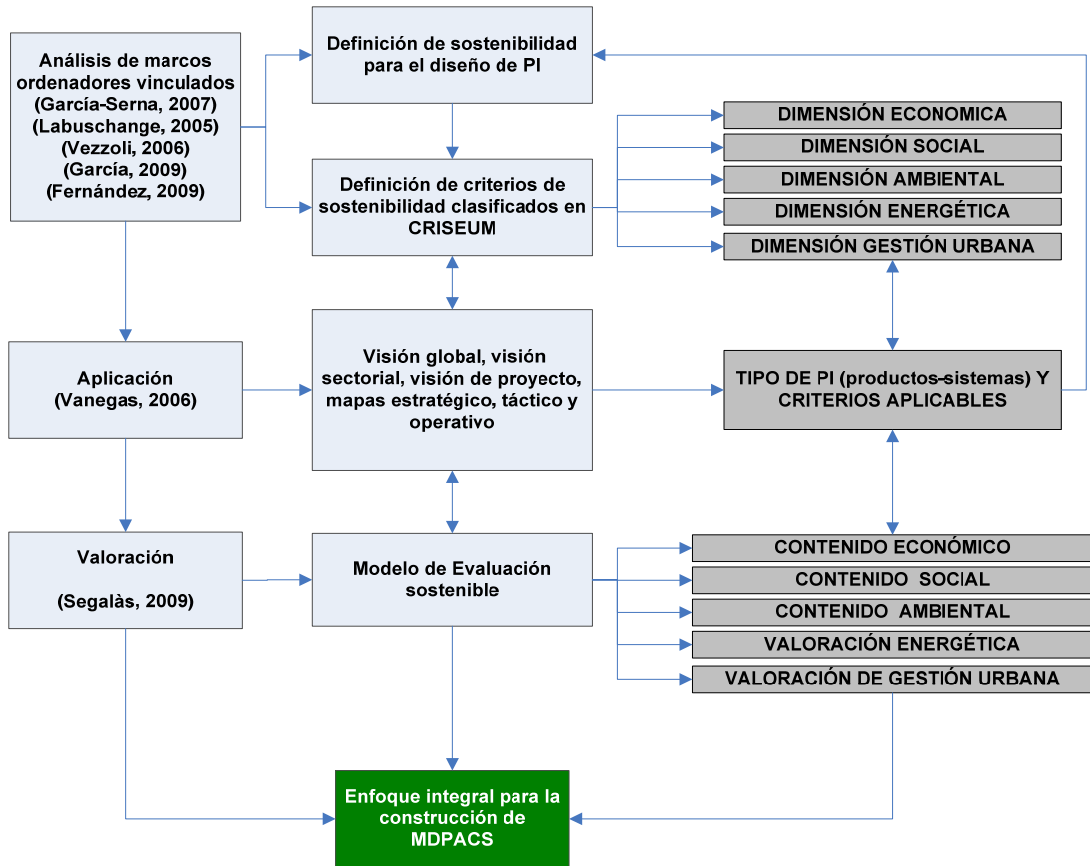 Análisis de marcos
ordenadores vinculados
(García-Serna, 2007)
(Labuschange, 2005)
(Vezzoli, 2006)
(García, 2009)
(Fernández, 2009)
Definición de sostenibilidad
para el diseño de PI
Definición de criterios de
sostenibilidad clasificados en
CRISEUM
DIMENSIÓN ECONOMICA
DIMENSIÓN SOCIAL
DIMENSIÓN AMBIENTAL
DIMENSIÓN ENERGÉTICA
DIMENSIÓN GESTIÓN URBANA
Aplicación
(Vanegas, 2006)
Visión global, visión
sectorial, visión de proyecto,
mapas estratégico, táctico y
operativo
TIPO DE PI (productos-sistemas) Y
CRITERIOS APLICABLES
Valoración
(Segalàs, 2009)
Modelo de Evaluación
sostenible
CONTENIDO ECONÓMICO
CONTENIDO SOCIAL
CONTENIDO AMBIENTAL
VALORACIÓN ENERGÉTICA
VALORACIÓN DE GESTIÓN URBANA
Enfoque integral para la
construcción de
MDPACS